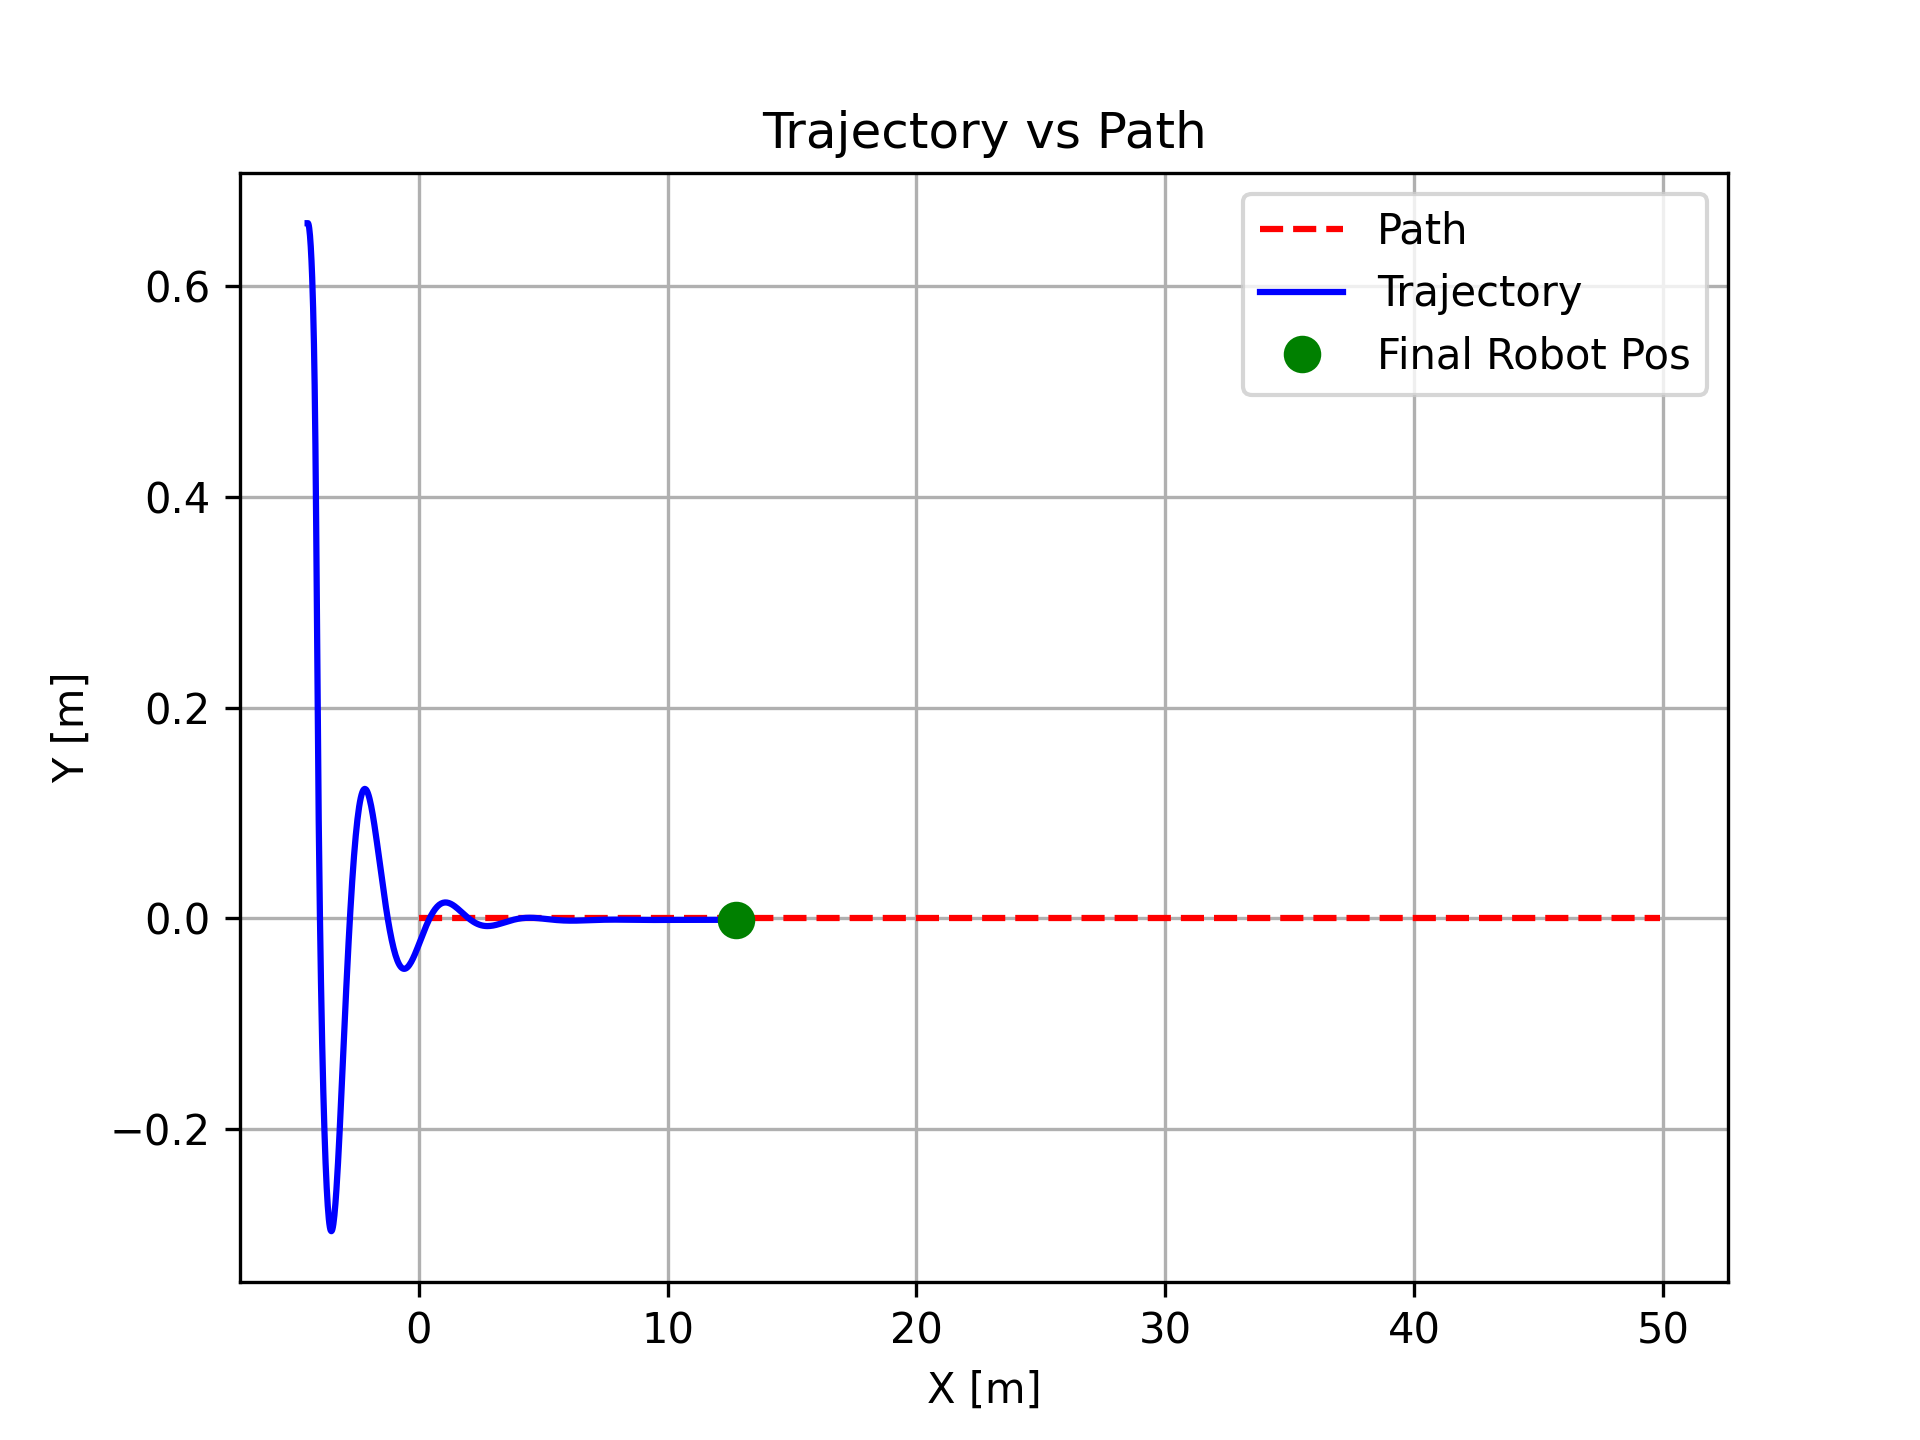 Trajectory vs Path
Path
Trajectory
Final Robot Pos
Y [m]
0.6
0.4
0.2
0.0
−0.2
0 10 20 30 40 50
X [m]